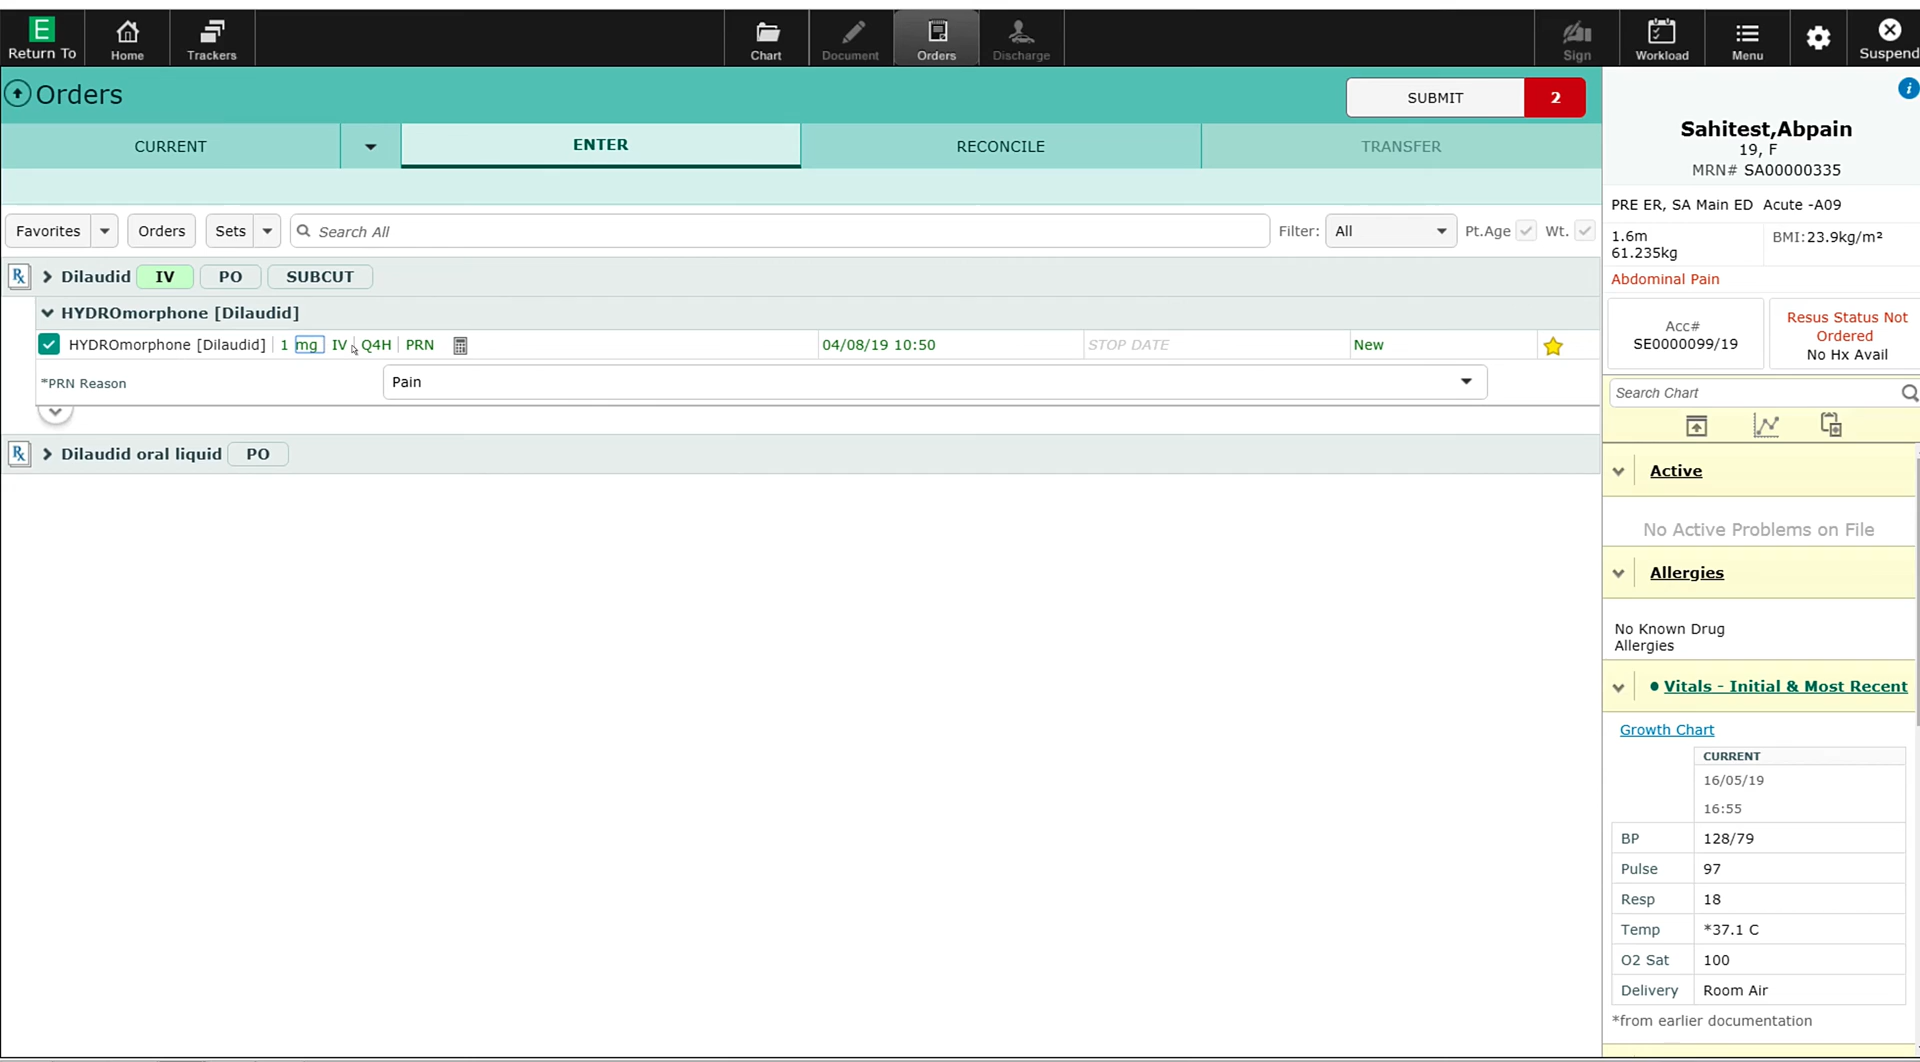 E
Return To
Home
Trackers
Chart
Document
Orders
Discharge
Sign
Workload
Menu
Suspend
Orders
SUBMIT
2
CURRENT
ENTER
RECONCILE
TRANSFER
Favorites
Orders
Sets
Search All
Filter:
All
Pt.Age
Wt.
Rx Dilaudid IV PO SUBCUT
HYDROmorphone [Dilaudid]
HYDROmorphone [Dilaudid] 1 mg IV Q4H PRN 04/08/19 10:50 STOP DATE New
*PRN Reason Pain
Rx Dilaudid oral liquid PO
i
Sahitest,Abpain
19, F
MRN# SA00000335
PRE ER, SA Main ED Acute -A09
1.6m
61.235kg
BMI:23.9kg/m²
Abdominal Pain
Acc#
SE0000099/19
Resus Status Not
Ordered
No Hx Avail
Search Chart
Active
No Active Problems on File
Allergies
No Known Drug
Allergies
• Vitals - Initial & Most Recent
Growth Chart
CURRENT
16/05/19
16:55
BP 128/79
Pulse 97
Resp 18
Temp *37.1 C
O2 Sat 100
Delivery Room Air
*from earlier documentation